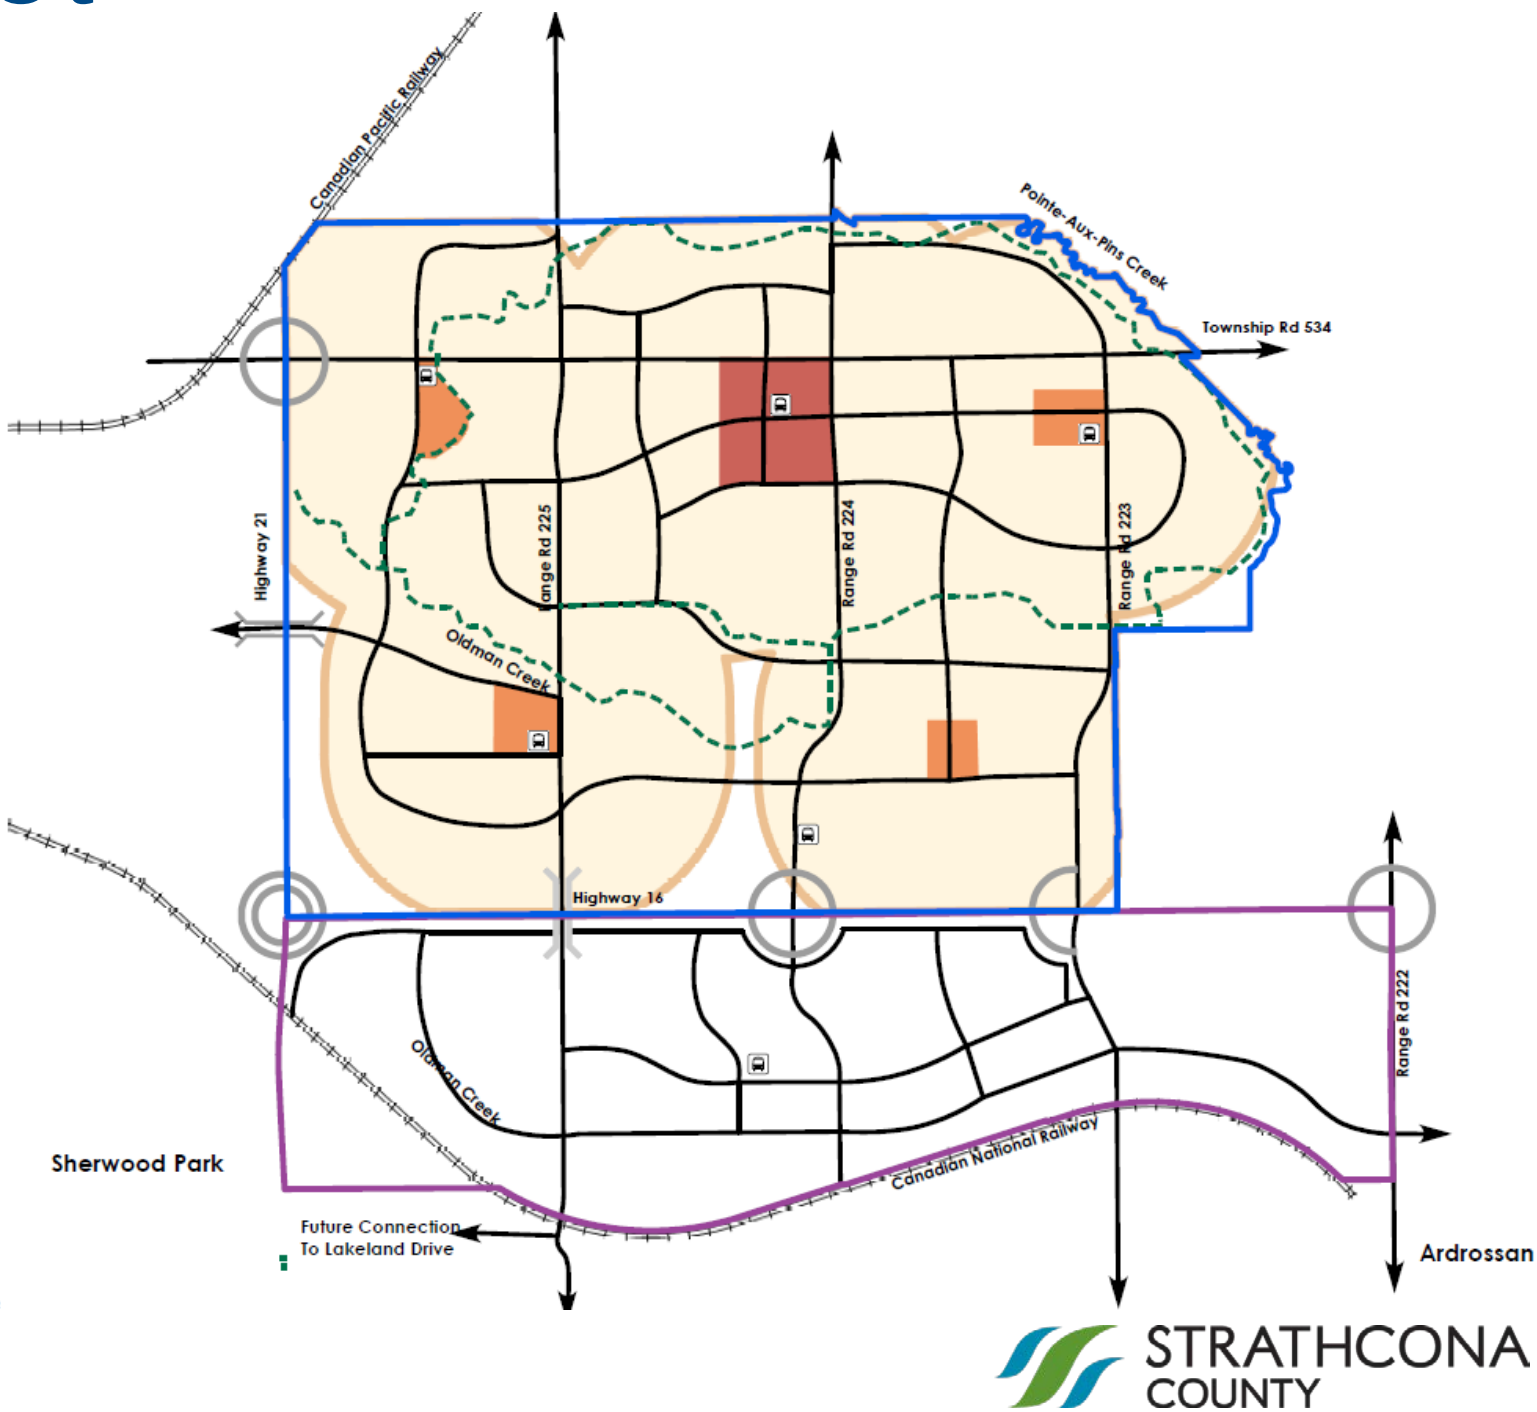 Canadian Pacific Railway
Pointe-Aux-Pins Creek
Township Rd 534
Highway 21
Range Rd 225
Range Rd 224
Range Rd 223
Oldman Creek
Highway 16
Range Rd 222
Oldman Creek
Canadian National Railway
Sherwood Park
Future Connection
To Lakeland Drive
Ardrossan
STRATHCONA
COUNTY